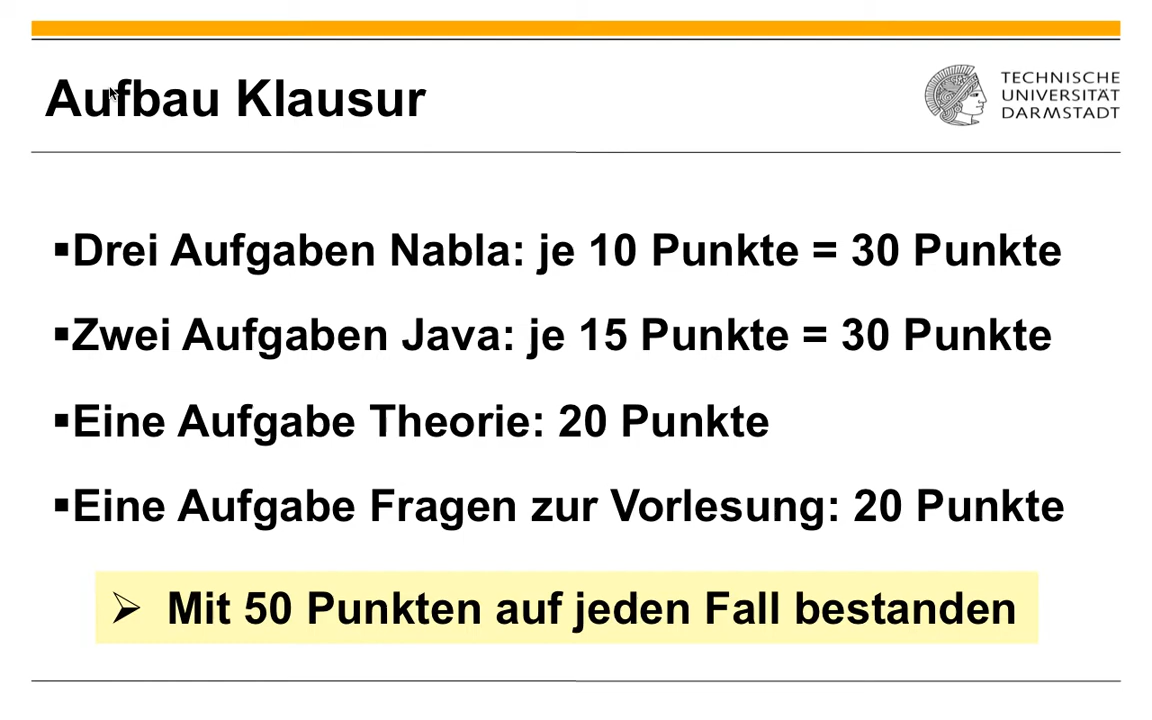 Aufbau Klausur
TECHNISCHE
UNIVERSITÄT
DARMSTADT
▪Drei Aufgaben Nabla: je 10 Punkte = 30 Punkte
▪Zwei Aufgaben Java: je 15 Punkte = 30 Punkte
▪Eine Aufgabe Theorie: 20 Punkte
▪Eine Aufgabe Fragen zur Vorlesung: 20 Punkte
➢ Mit 50 Punkten auf jeden Fall bestanden